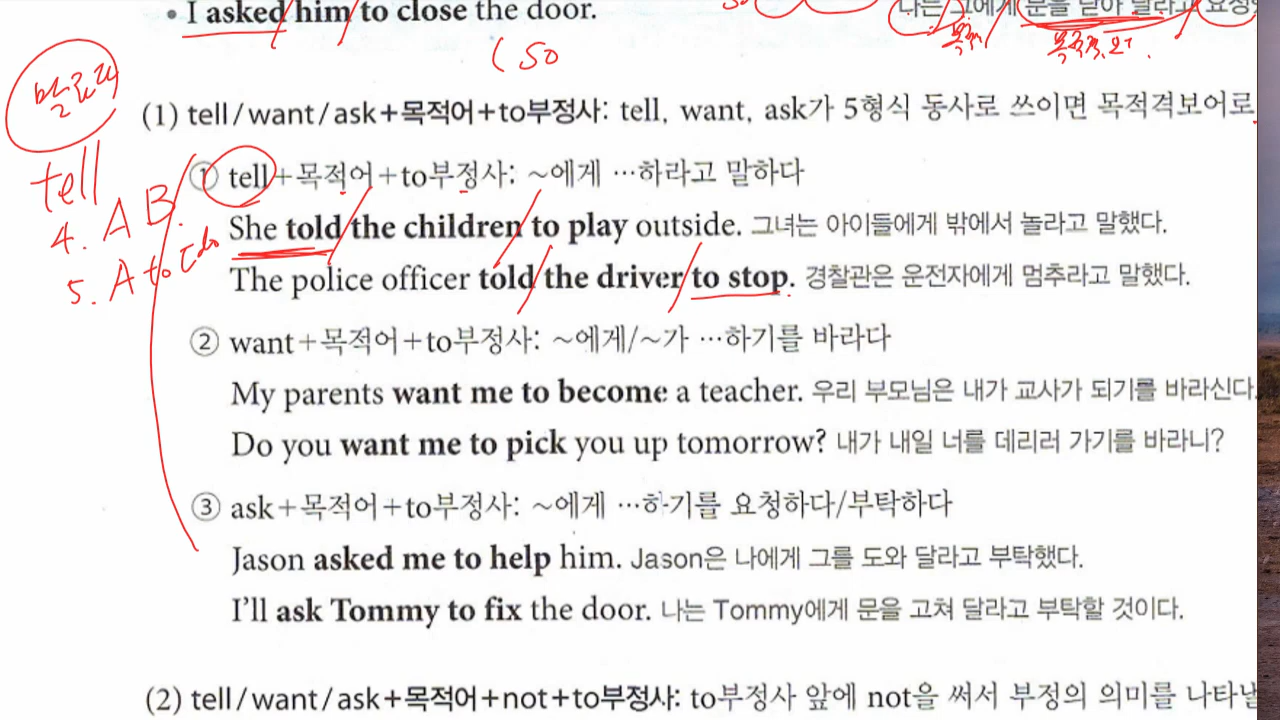 • I asked him to close the door.
나는 그에게 문을 닫아 달라고 요청
(so
(1) tell/want/ask+목적어+to부정사: tell, want, ask가 5형식 동사로 쓰이면 목적격보어로
tell
4. A B
5. A to do
① tell+목적어+to부정사: ~에게 …하라고 말하다
She told the children to play outside. 그녀는 아이들에게 밖에서 놀라고 말했다.
The police officer told the driver to stop. 경찰관은 운전자에게 멈추라고 말했다.
② want+목적어+to부정사: ~에게/~가 …하기를 바라다
My parents want me to become a teacher. 우리 부모님은 내가 교사가 되기를 바라신다.
Do you want me to pick you up tomorrow? 내가 내일 너를 데리러 가기를 바라니?
③ ask+목적어+to부정사: ~에게 …하기를 요청하다/부탁하다
Jason asked me to help him. Jason은 나에게 그를 도와 달라고 부탁했다.
I'll ask Tommy to fix the door. 나는 Tommy에게 문을 고쳐 달라고 부탁할 것이다.
(2) tell/want/ask+목적어+not+to부정사: to부정사 앞에 not을 써서 부정의 의미를 나타낼